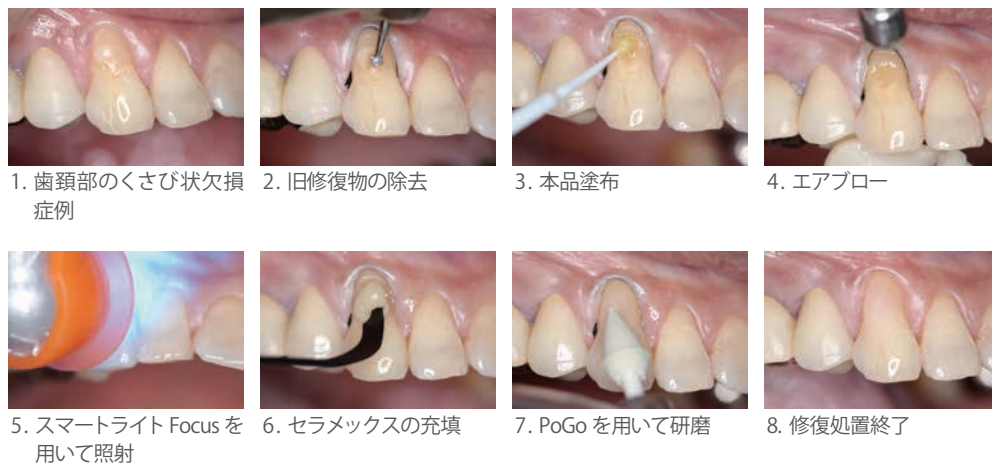 1. 歯頚部のくさび状欠損
症例
2. 旧修復物の除去
3. 本品塗布
4. エアブロー
5. スマートライト Focus を
用いて照射
6. セラメックスの充填
7. PoGo を用いて研磨
8. 修復処置終了